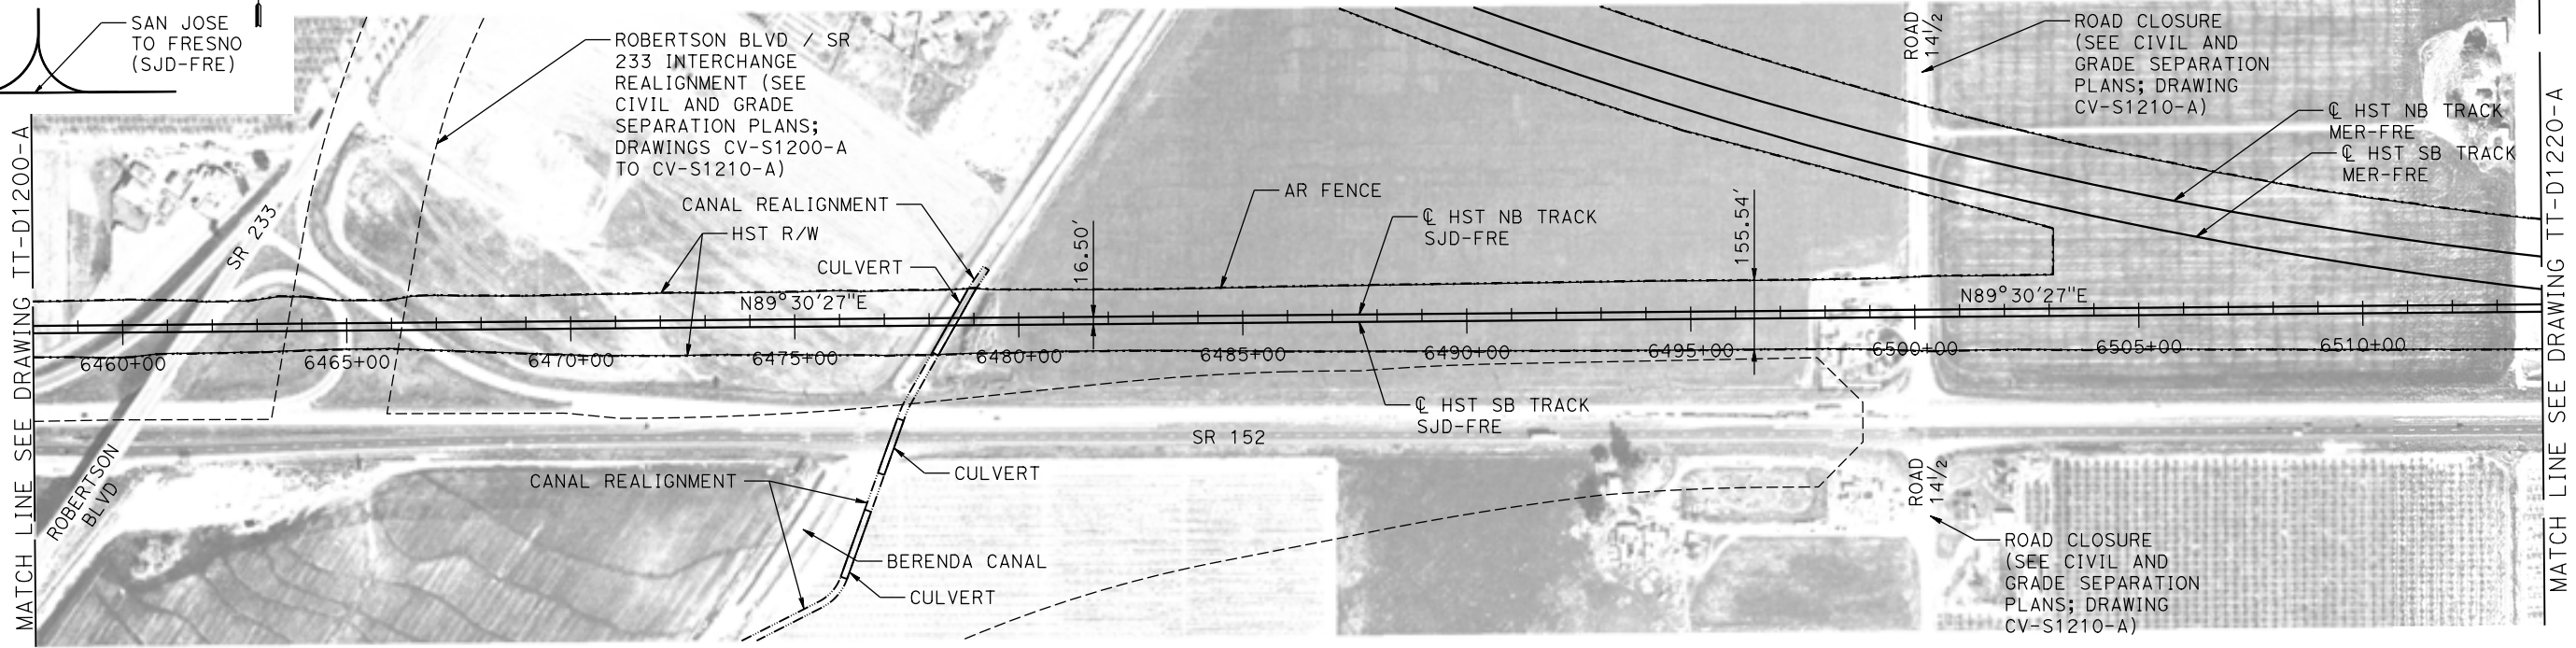 SAN JOSE
TO FRESNO
(SJD-FRE)
ROBERTSON BLVD / SR
233 INTERCHANGE
REALIGNMENT (SEE
CIVIL AND GRADE
SEPARATION PLANS;
DRAWINGS CV-S1200-A
TO CV-S1210-A)
ROAD
14½
ROAD CLOSURE
(SEE CIVIL AND
GRADE SEPARATION
PLANS; DRAWING
CV-S1210-A)
℄ HST NB TRACK
MER-FRE
℄ HST SB TRACK
MER-FRE
MATCH LINE SEE DRAWING TT-D1200-A
MATCH LINE SEE DRAWING TT-D1220-A
SR 233
CANAL REALIGNMENT
HST R/W
CULVERT
AR FENCE
16.50'
℄ HST NB TRACK
SJD-FRE
155.54'
N89°30'27"E
N89°30'27"E
6460+00
6465+00
6470+00
6475+00
6480+00
6485+00
6490+00
6495+00
6500+00
6505+00
6510+00
℄ HST SB TRACK
SJD-FRE
SR 152
ROBERTSON
BLVD
CANAL REALIGNMENT
CULVERT
BERENDA CANAL
CULVERT
ROAD
14½
ROAD CLOSURE
(SEE CIVIL AND
GRADE SEPARATION
PLANS; DRAWING
CV-S1210-A)